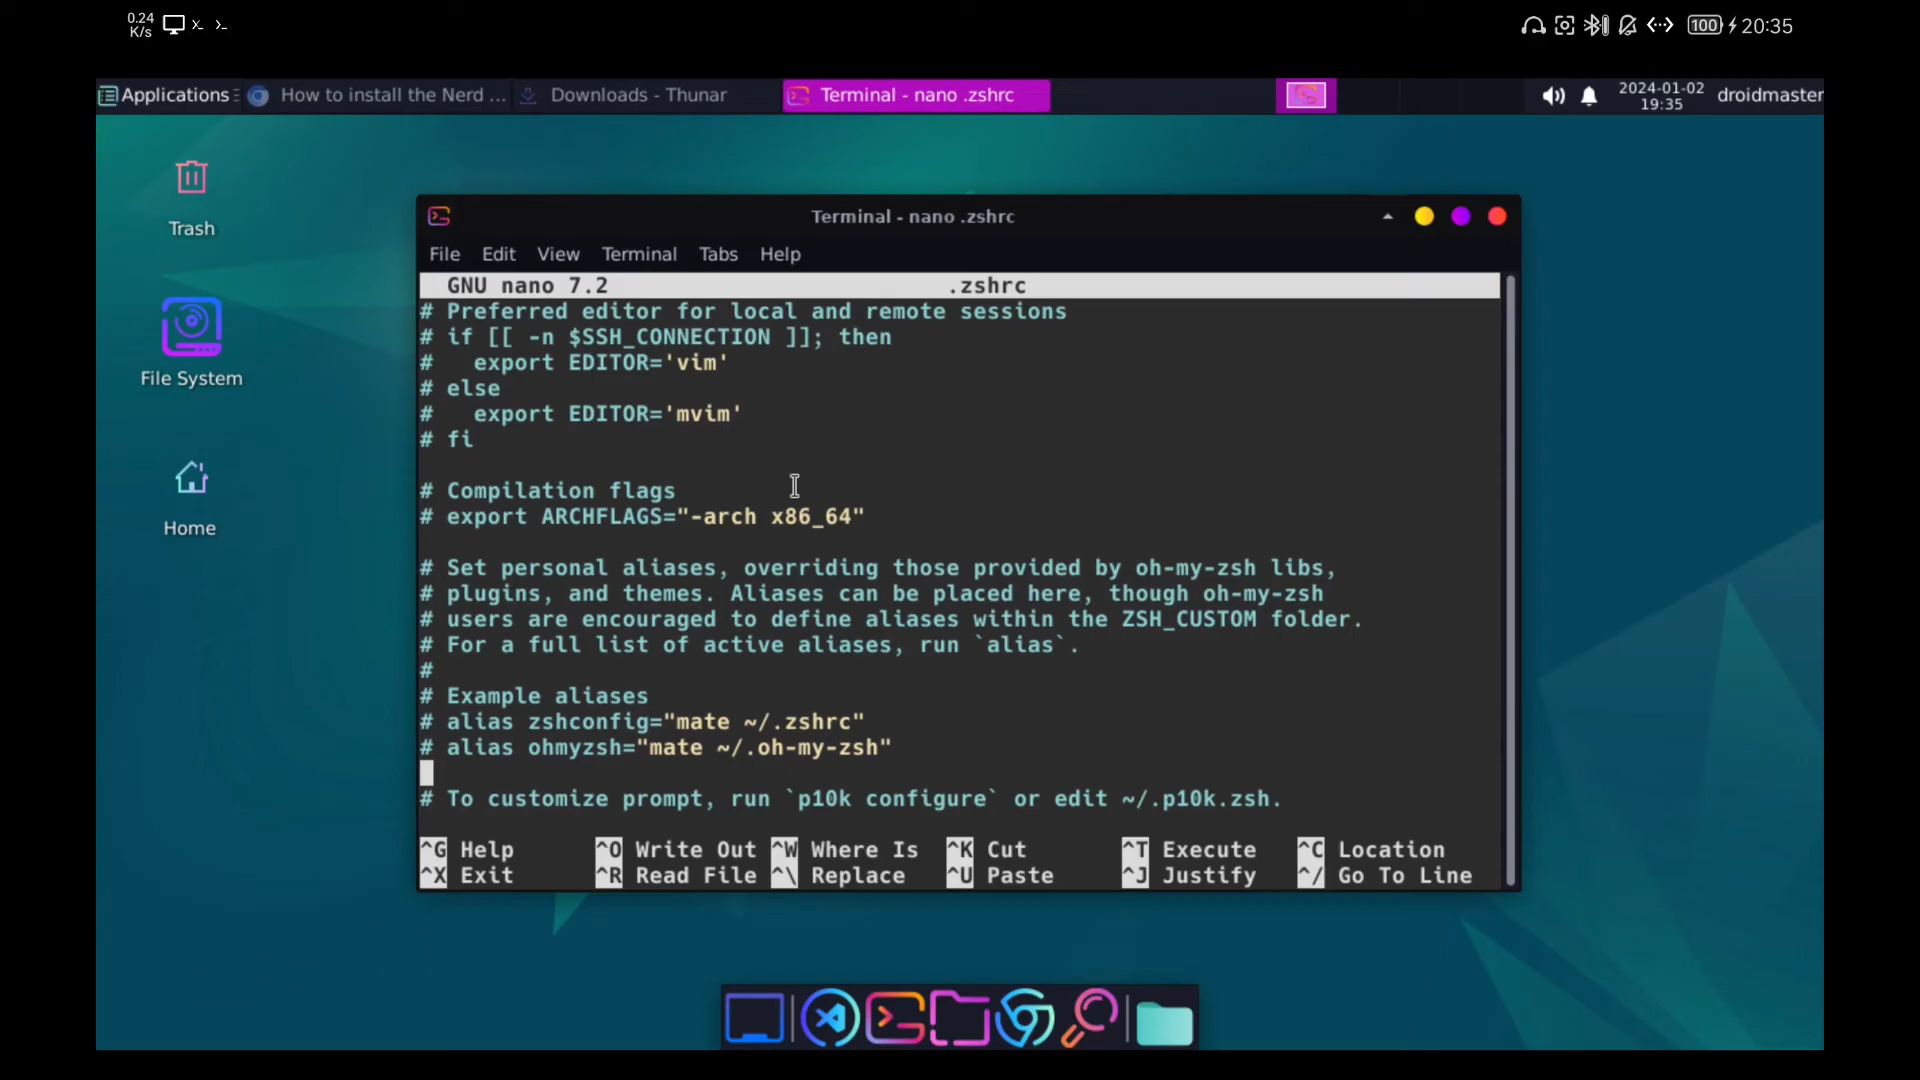 0.24
K/s
100
20:35
Applications
How to install the Nerd ...
Downloads - Thunar
Terminal - nano .zshrc
2024-01-02
19:35
droidmaster
Trash
File System
Home
Terminal - nano .zshrc
File Edit View Terminal Tabs Help
GNU nano 7.2 .zshrc
# Preferred editor for local and remote sessions
# if [[ -n $SSH_CONNECTION ]]; then
#   export EDITOR='vim'
# else
#   export EDITOR='mvim'
# fi
# Compilation flags
# export ARCHFLAGS="-arch x86_64"
# Set personal aliases, overriding those provided by oh-my-zsh libs,
# plugins, and themes. Aliases can be placed here, though oh-my-zsh
# users are encouraged to define aliases within the ZSH_CUSTOM folder.
# For a full list of active aliases, run `alias`.
#
# Example aliases
# alias zshconfig="mate ~/.zshrc"
# alias ohmyzsh="mate ~/.oh-my-zsh"
# To customize prompt, run `p10k configure` or edit ~/.p10k.zsh.
^G Help ^O Write Out ^W Where Is ^K Cut ^T Execute ^C Location
^X Exit ^R Read File ^\ Replace ^U Paste ^J Justify ^/ Go To Line